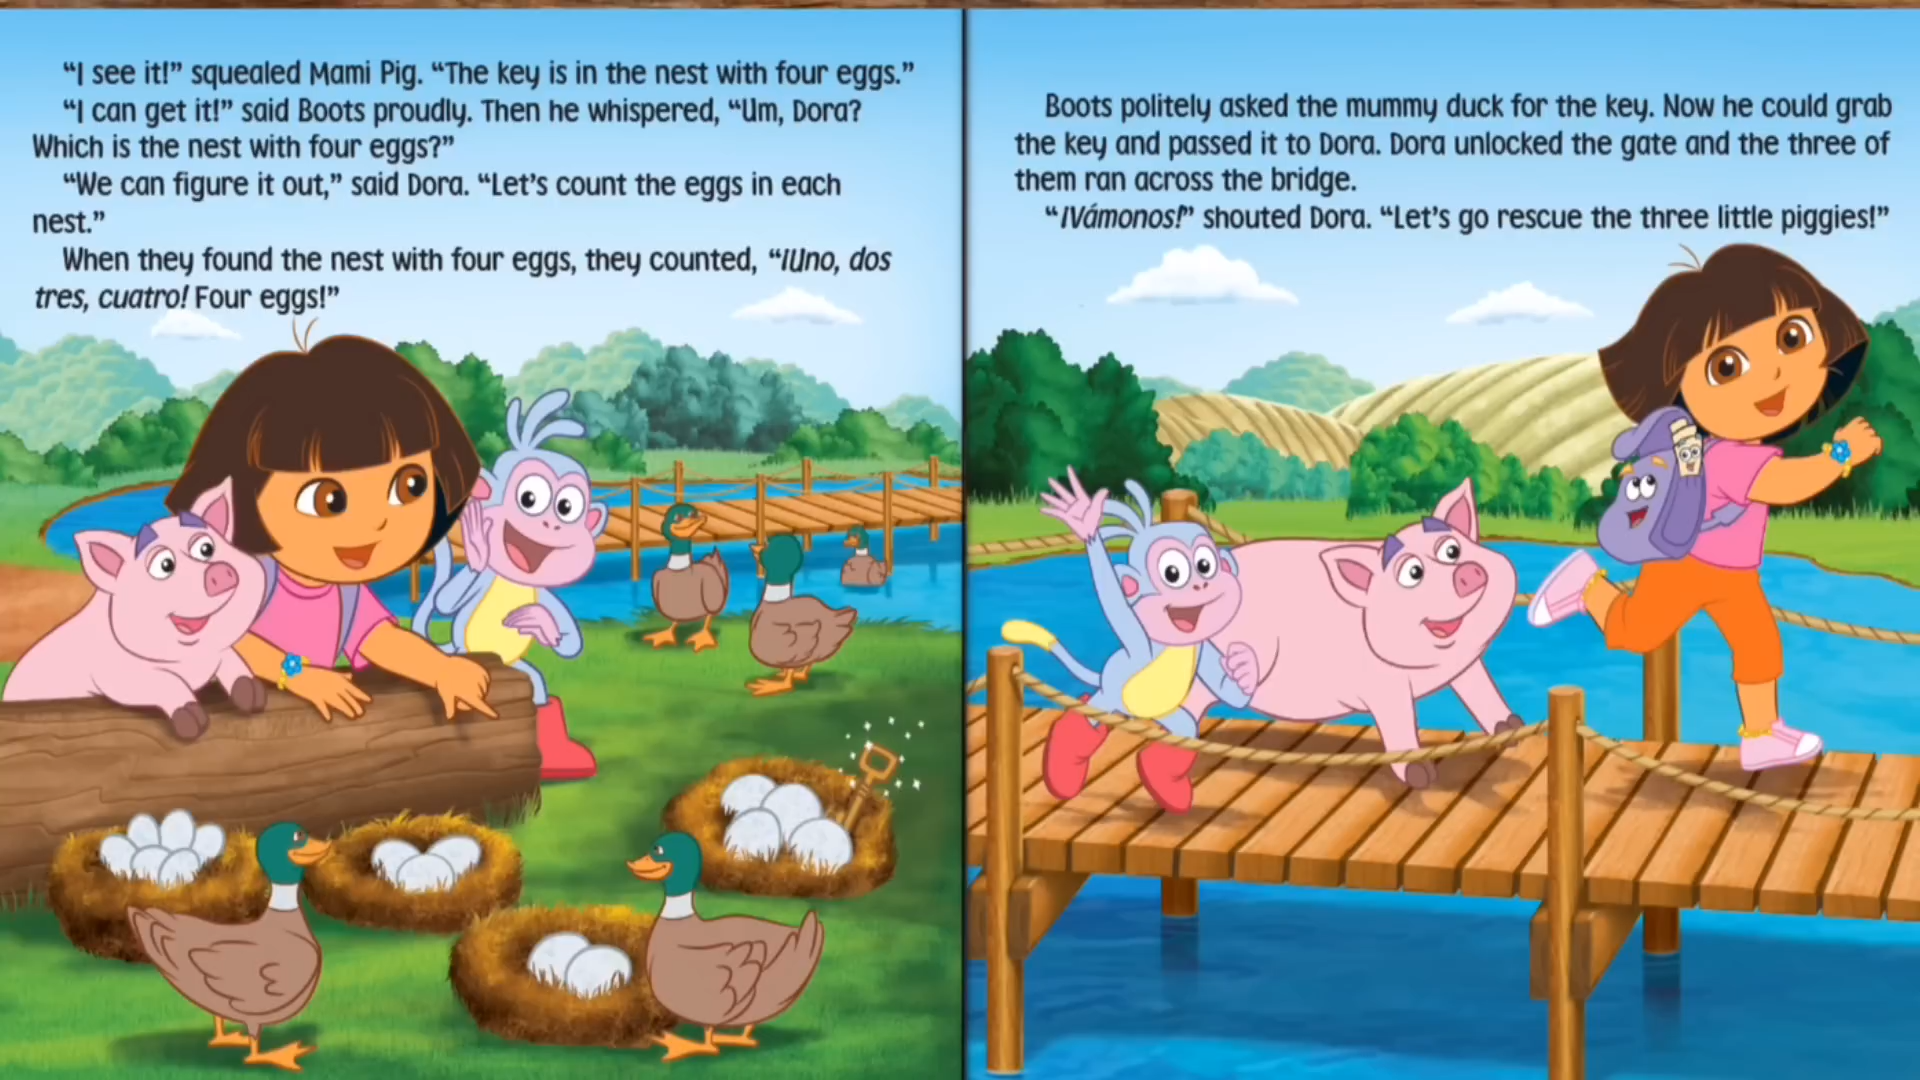 “I see it!” squealed Mami Pig. “The key is in the nest with four eggs.”
“I can get it!” said Boots proudly. Then he whispered, “Um, Dora?
Which is the nest with four eggs?”
“We can figure it out,” said Dora. “Let’s count the eggs in each
nest.”
When they found the nest with four eggs, they counted, “¡Uno, dos
tres, cuatro! Four eggs!”
Boots politely asked the mummy duck for the key. Now he could grab
the key and passed it to Dora. Dora unlocked the gate and the three of
them ran across the bridge.
“¡Vámonos!” shouted Dora. “Let’s go rescue the three little piggies!”